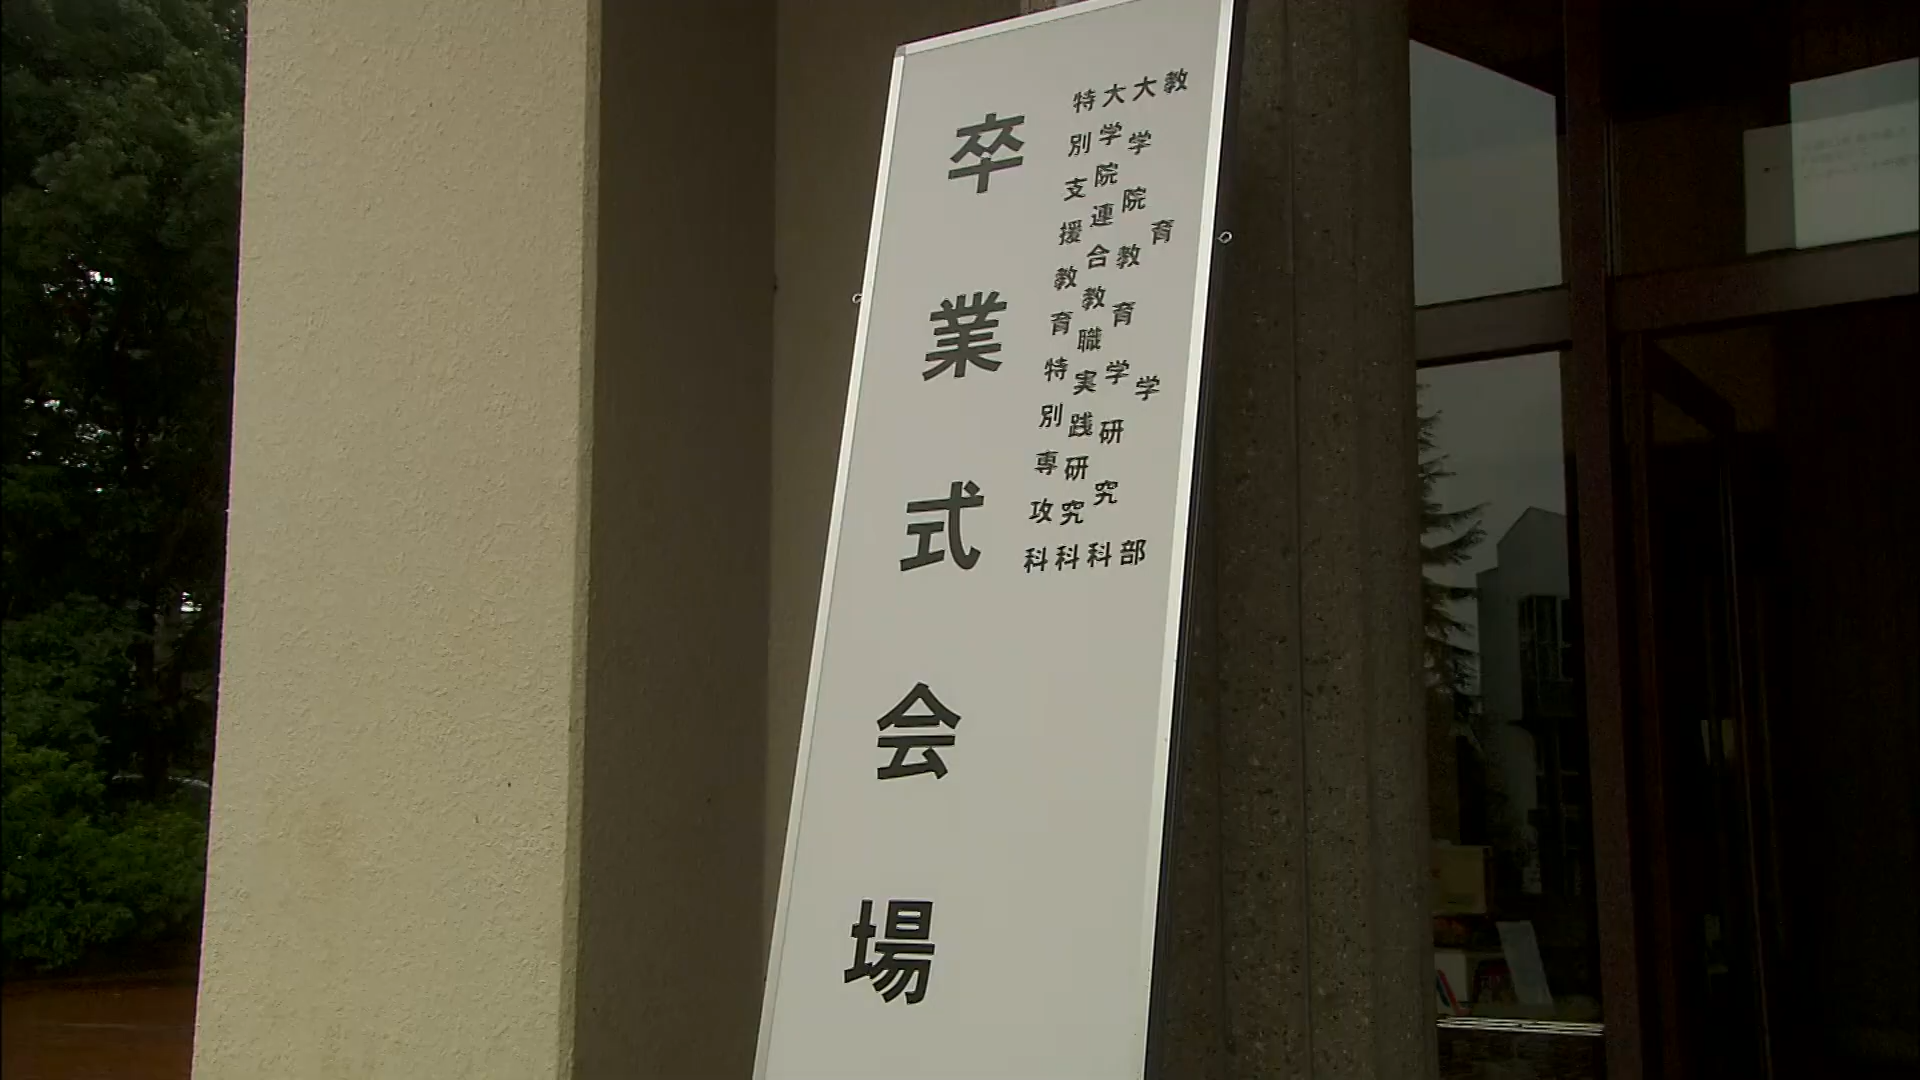 教育学部
大学院教育学研究科
大学院連合教職実践研究科
特別支援教育特別専攻科
卒業式会場